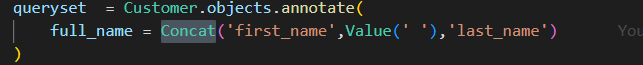 queryset  = Customer.objects.annotate(
    full_name = Concat('first_name',Value(' '),'last_name')    You
)